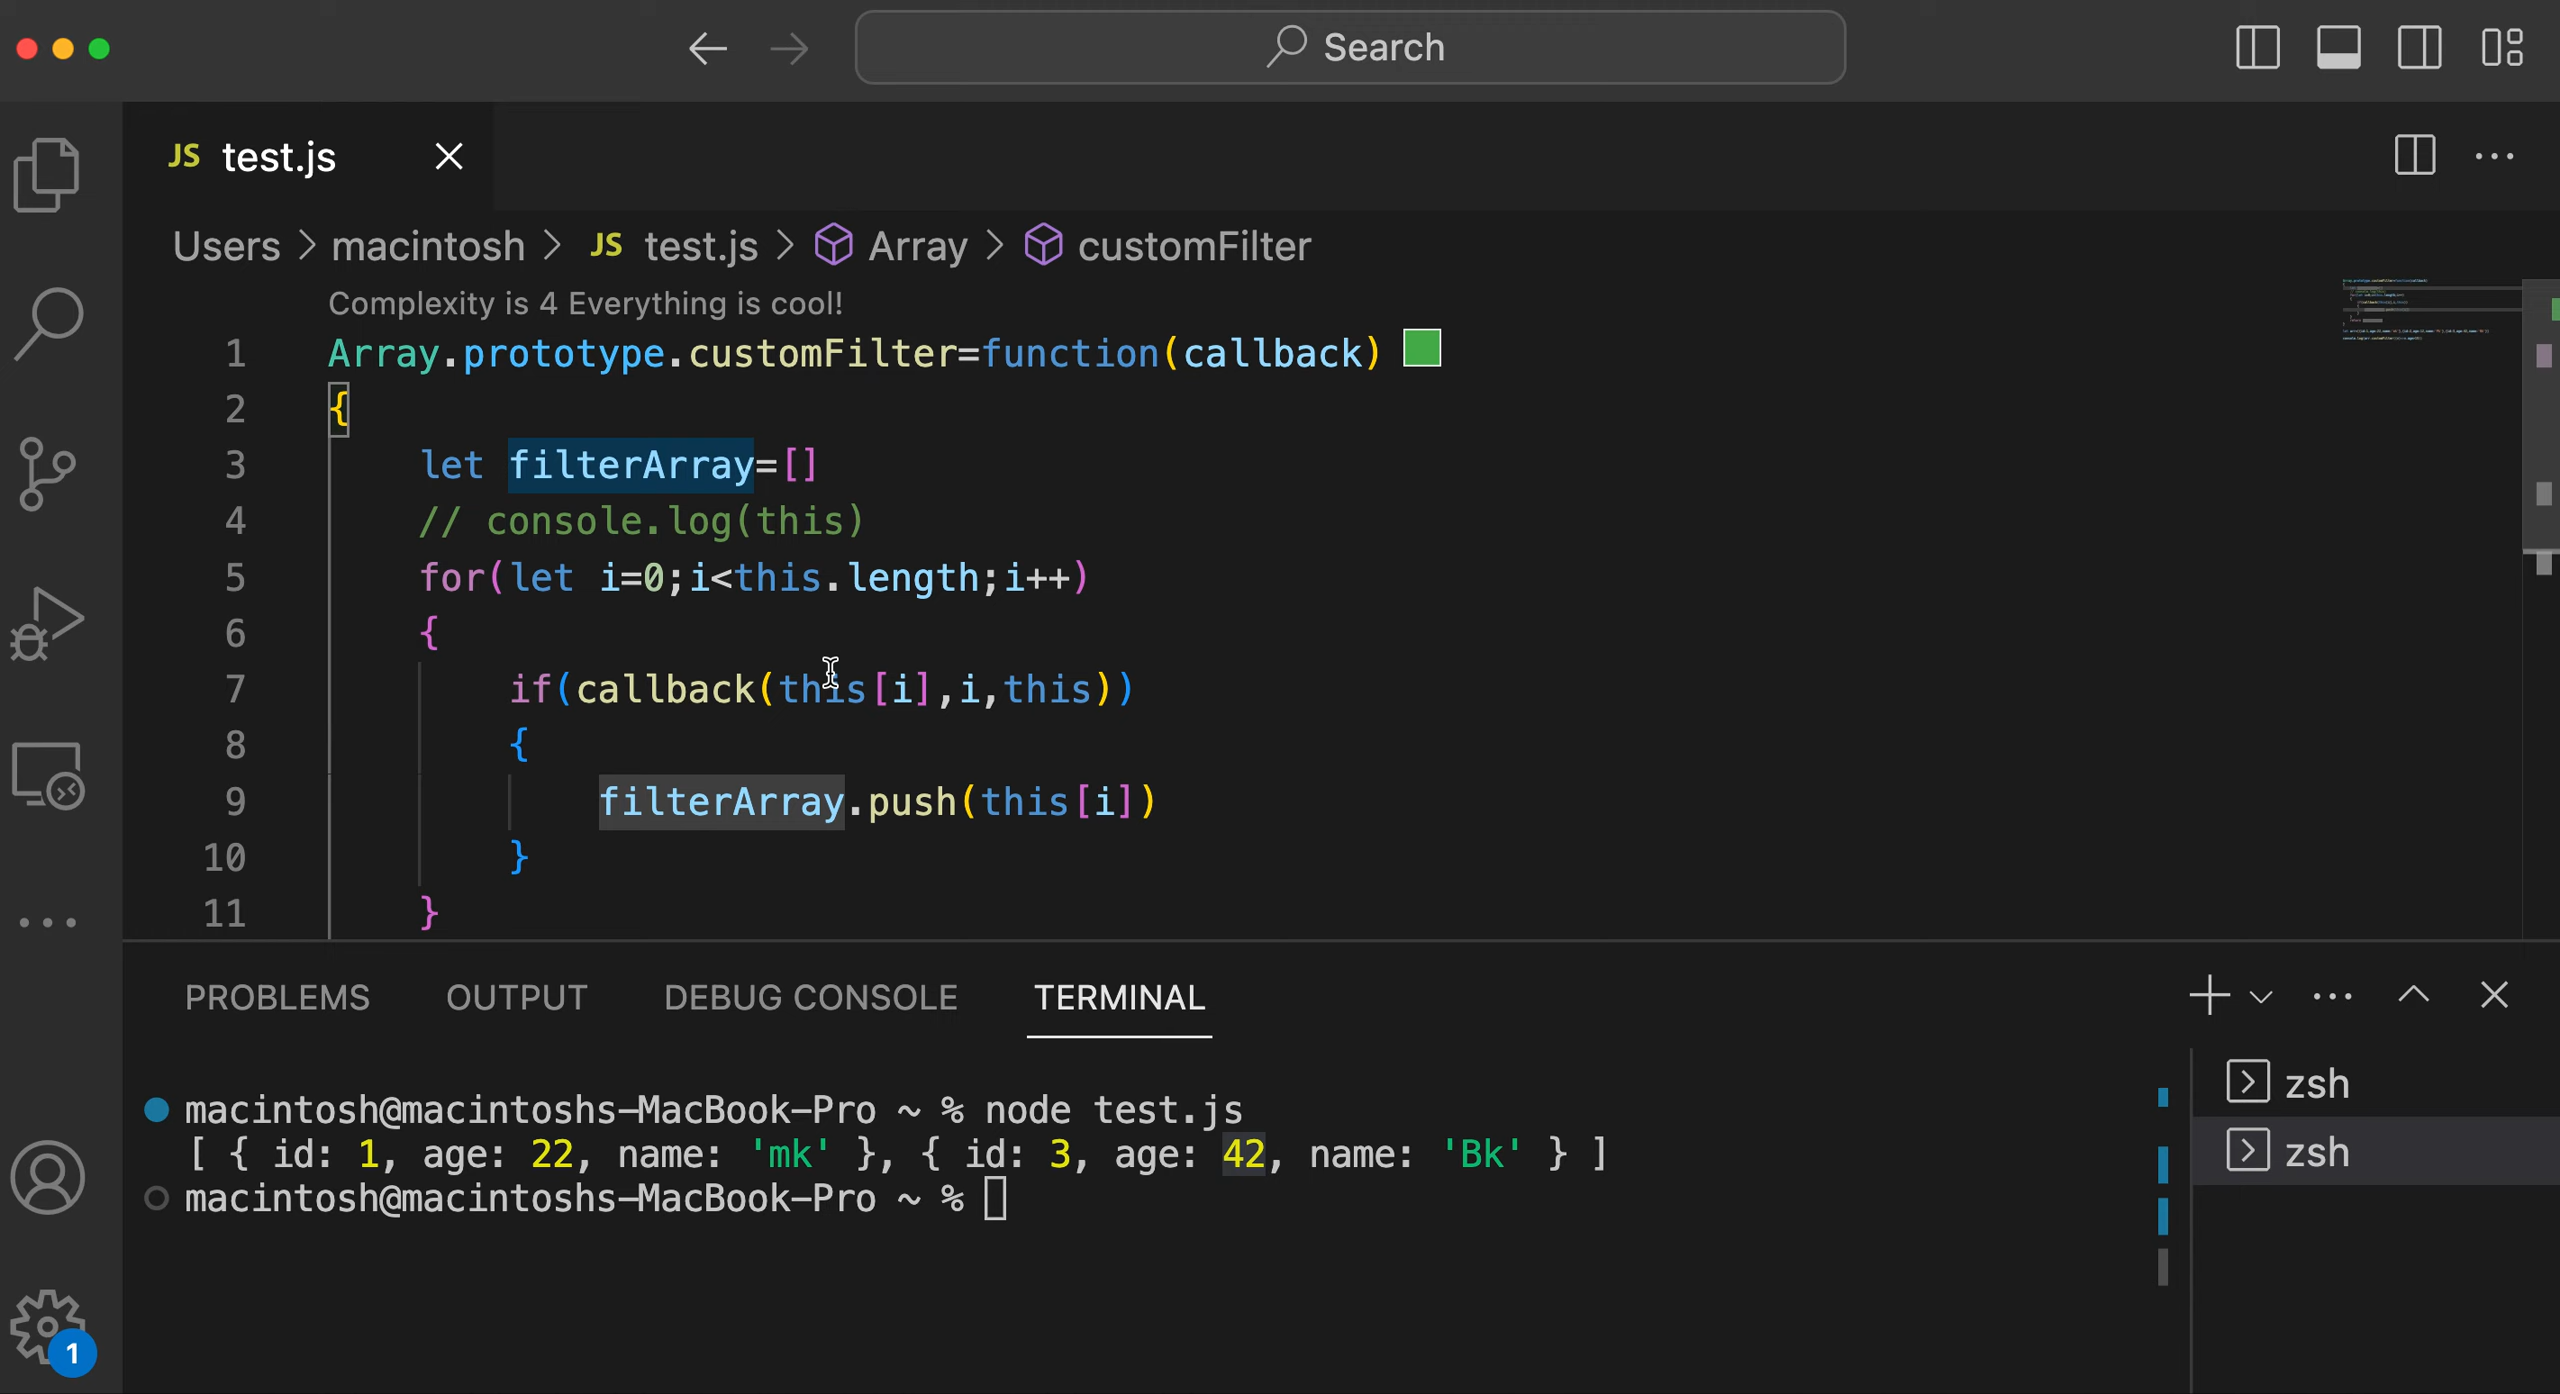 Search
JS test.js
Users > macintosh > JS test.js > Array > customFilter
Complexity is 4 Everything is cool!
1 Array.prototype.customFilter=function(callback)
2 {
3 let filterArray=[]
4 // console.log(this)
5 for(let i=0;i<this.length;i++)
6 {
7 if(callback(this[i],i,this))
8 {
9 filterArray.push(this[i])
10 }
11 }
PROBLEMS OUTPUT DEBUG CONSOLE TERMINAL
macintosh@macintoshs-MacBook-Pro ~ % node test.js
[ { id: 1, age: 22, name: 'mk' }, { id: 3, age: 42, name: 'Bk' } ]
macintosh@macintoshs-MacBook-Pro ~ %
zsh
zsh
1